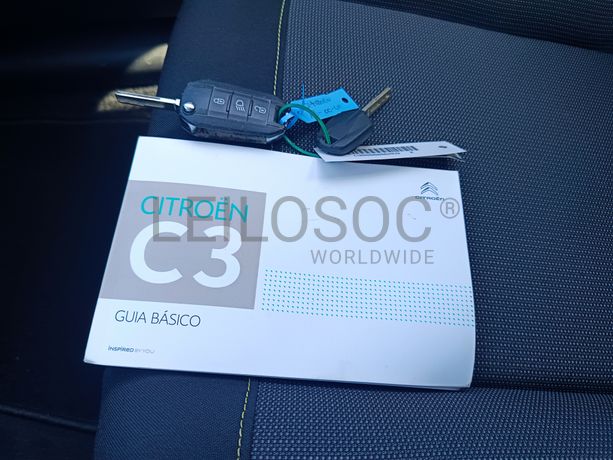 CITROËN
CITROËN
C3
LEILOSOC®
WORLDWIDE
GUIA BÁSICO
INSPIRED BY YOU